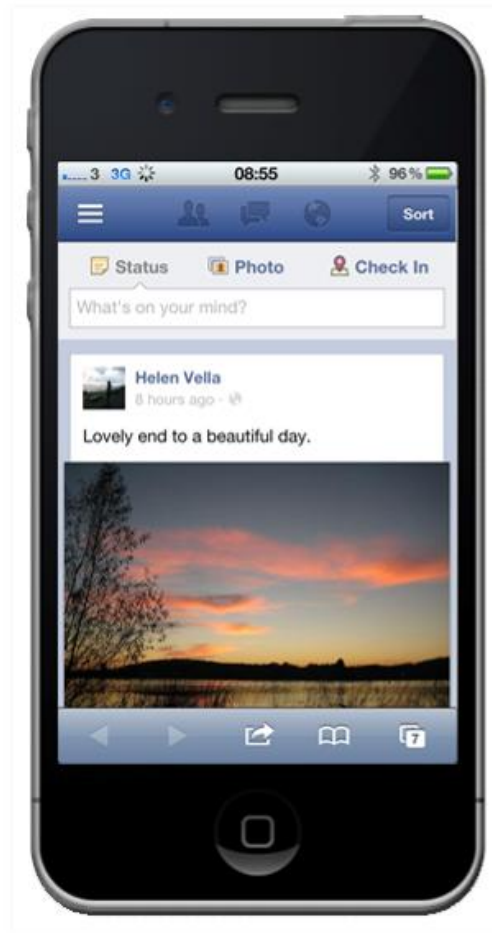 3 3G 08:55 96%
Sort
Status Photo Check In
What's on your mind?
Helen Vella
8 hours ago -
Lovely end to a beautiful day.
7